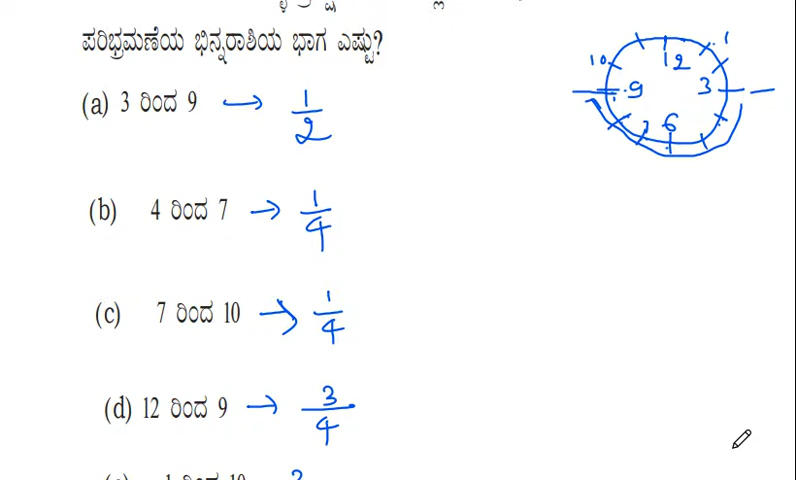 ಪರಿಭ್ರಮಣೆಯ ಭಿನ್ನರಾಶಿಯ ಭಾಗ ಎಷ್ಟು?
(a) 3 ರಿಂದ 9 → 1/2
(b) 4 ರಿಂದ 7 → 1/4
(c) 7 ರಿಂದ 10 → 1/4
(d) 12 ರಿಂದ 9 → 3/4
12
1
10
9
3
7
6